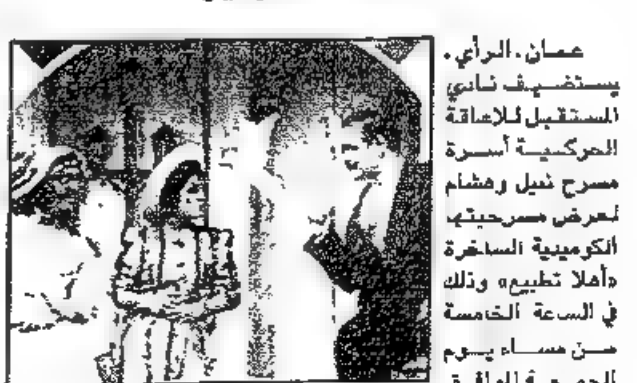 عمان ـ الرأي ـ
يستضيف نادي
المستقبل للاعاقة
الحركية أسرة
مسرح نبيل وهشام
لعرض مسرحيتها
الكوميدية الساخرة
«أهلا تطبيع» وذلك
في الساعة الخامسة
من مساء يوم